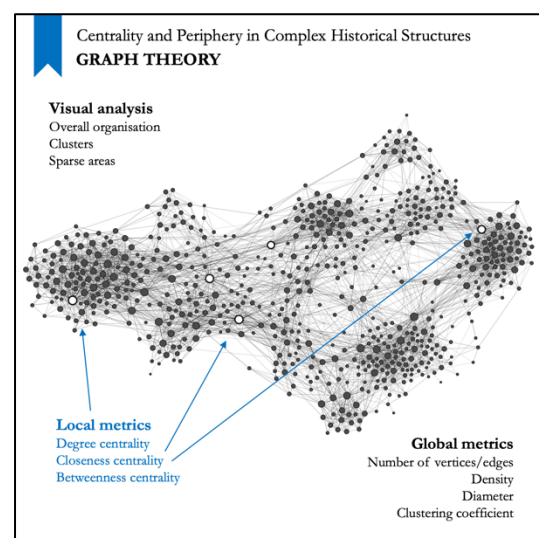 Centrality and Periphery in Complex Historical Structures
GRAPH THEORY
Visual analysis
Overall organisation
Clusters
Sparse areas
Local metrics
Degree centrality
Closeness centrality
Betweenness centrality
Global metrics
Number of vertices/edges
Density
Diameter
Clustering coefficient